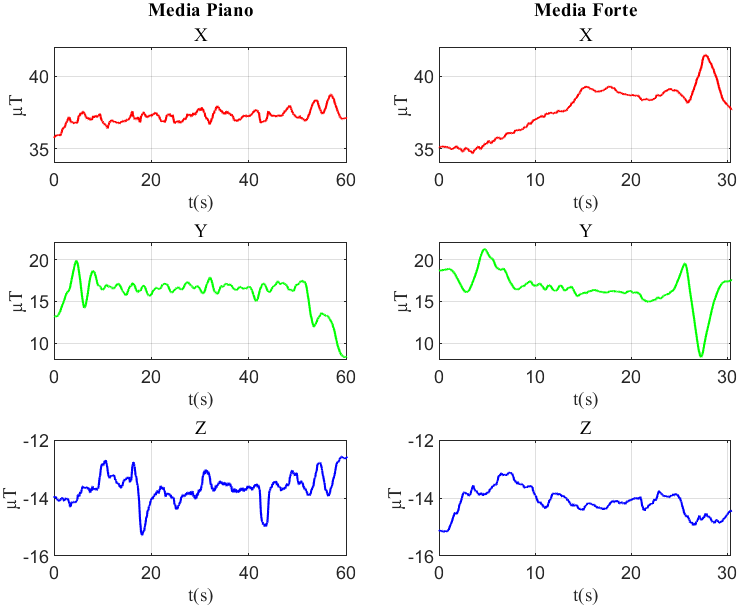 Media Piano
X
40
35
μT
0 20 40 60
t(s)
Media Forte
X
40
35
μT
0 10 20 30
t(s)
Y
20
15
10
μT
0 20 40 60
t(s)
Y
20
15
10
μT
0 10 20 30
t(s)
Z
-12
-14
-16
μT
0 20 40 60
t(s)
Z
-12
-14
-16
μT
0 10 20 30
t(s)